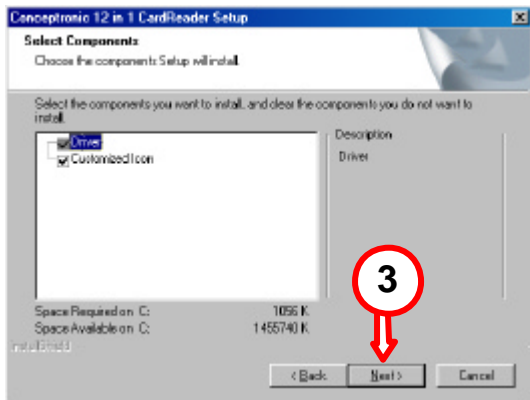 Conceptronic 12 in 1 CardReader Setup
Select Components
Choose the components Setup will install.
Select the components you want to install, and clear the components you do not want to
install.
Driver
Customized Icon
Description
Driver
3
Space Required on C: 1056 K
Space Available on C: 1455740 K
InstallShield
< Back Next > Cancel